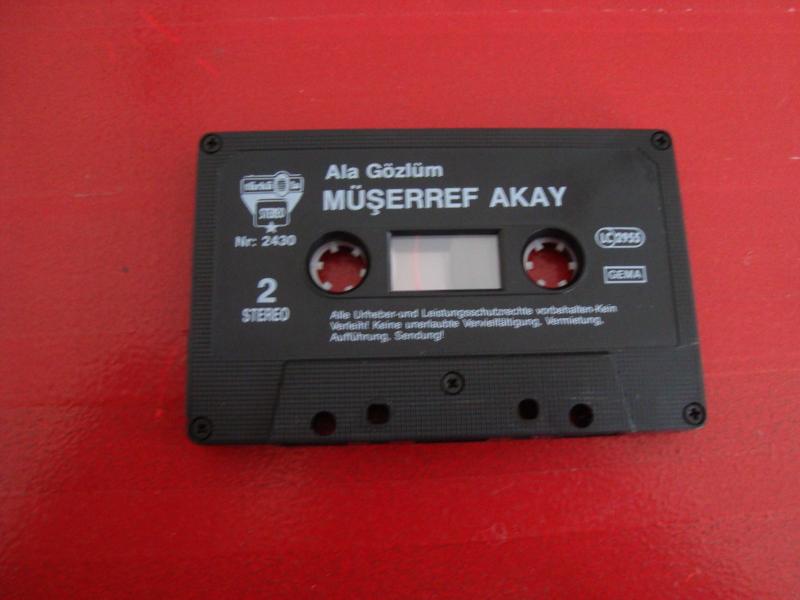 Ala Gözlüm
MÜŞERREF AKAY
Türküola
STEREO
Nr: 2430
LC 2955
GEMA
2
STEREO
Alle Urheber-und Leistungsschutzrechte vorbehalten-Kein
Verleih! Keine unerlaubte Vervielfältigung, Vermietung,
Aufführung, Sendung!